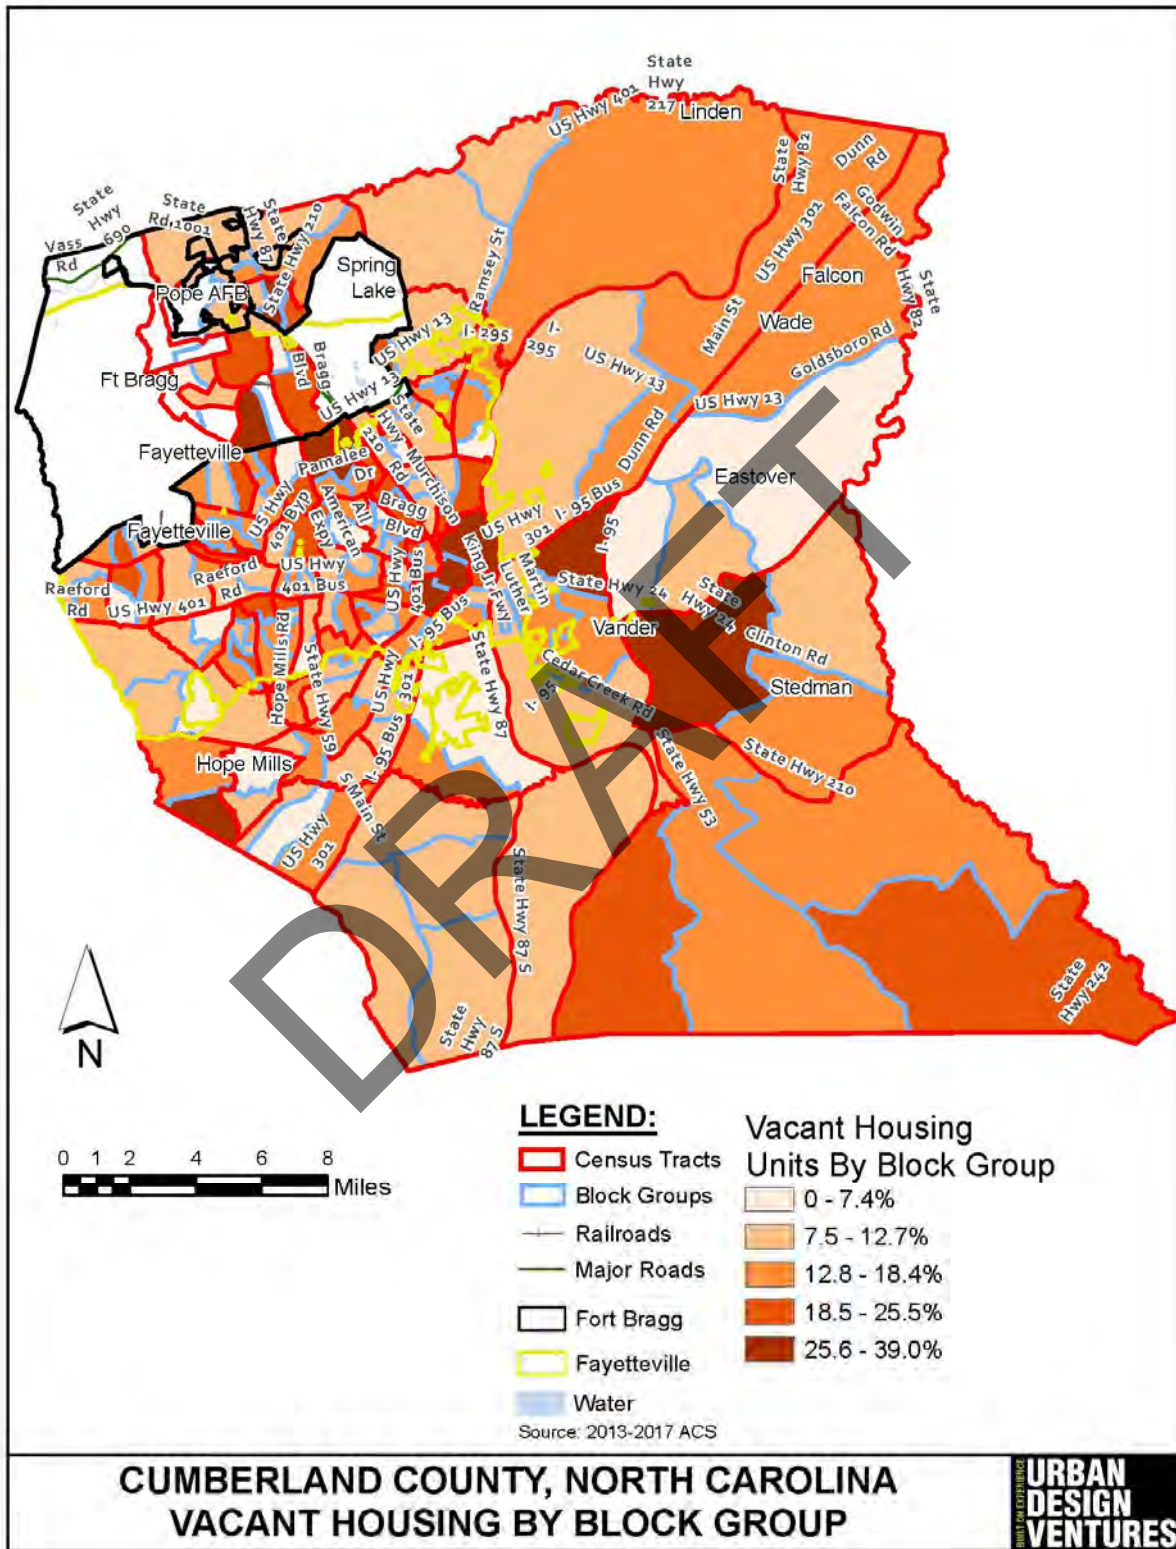 State
Hwy
217
US Hwy 401
Linden
State
Hwy 82
Dunn
Rd
Godwin
Falcon Rd
US Hwy 301
Falcon
State
Hwy 82
Main St
Wade
Goldsboro Rd
State
Hwy
690
State
Rd 1001
State
Hwy 87
State Hwy 210
Vass
Rd
Pope AFB
Spring
Lake
Ramsey St
US Hwy 13
I-295
I-
295
US Hwy 13
US Hwy 13
Ft Bragg
Bragg
Blvd
US Hwy 13
State
Hwy
210
Murchison
Rd
Dunn Rd
Eastover
Fayetteville
Pamalee
Dr
Fayetteville
US Hwy
401 Byp
All
American
Expy
Bragg
Blvd
US Hwy
301
I-95 Bus
I-95
Raeford
Rd
US Hwy 401
Raeford
Rd
US Hwy
401 Bus
US Hwy
401 Bus
Martin
Luther
King Jr Fwy
State Hwy 24
State
Hwy 24
Clinton Rd
I-95 Bus
Vander
Cedar Creek Rd
I-95
Stedman
Hope Mills Rd
State Hwy 59
US Hwy
301
I-95 Bus
State Hwy 87
Hope Mills
S Main St
US Hwy
301
State Hwy 53
State Hwy 210
State Hwy 87 S
State
Hwy
87 S
State
Hwy 242
DRAFT
N
0 1 2 4 6 8
Miles
LEGEND:
Census Tracts
Block Groups
Railroads
Major Roads
Fort Bragg
Fayetteville
Water
Source: 2013-2017 ACS
Vacant Housing
Units By Block Group
0 - 7.4%
7.5 - 12.7%
12.8 - 18.4%
18.5 - 25.5%
25.6 - 39.0%
CUMBERLAND COUNTY, NORTH CAROLINA
VACANT HOUSING BY BLOCK GROUP
BUILT ON EXPERIENCE
URBAN
DESIGN
VENTURES